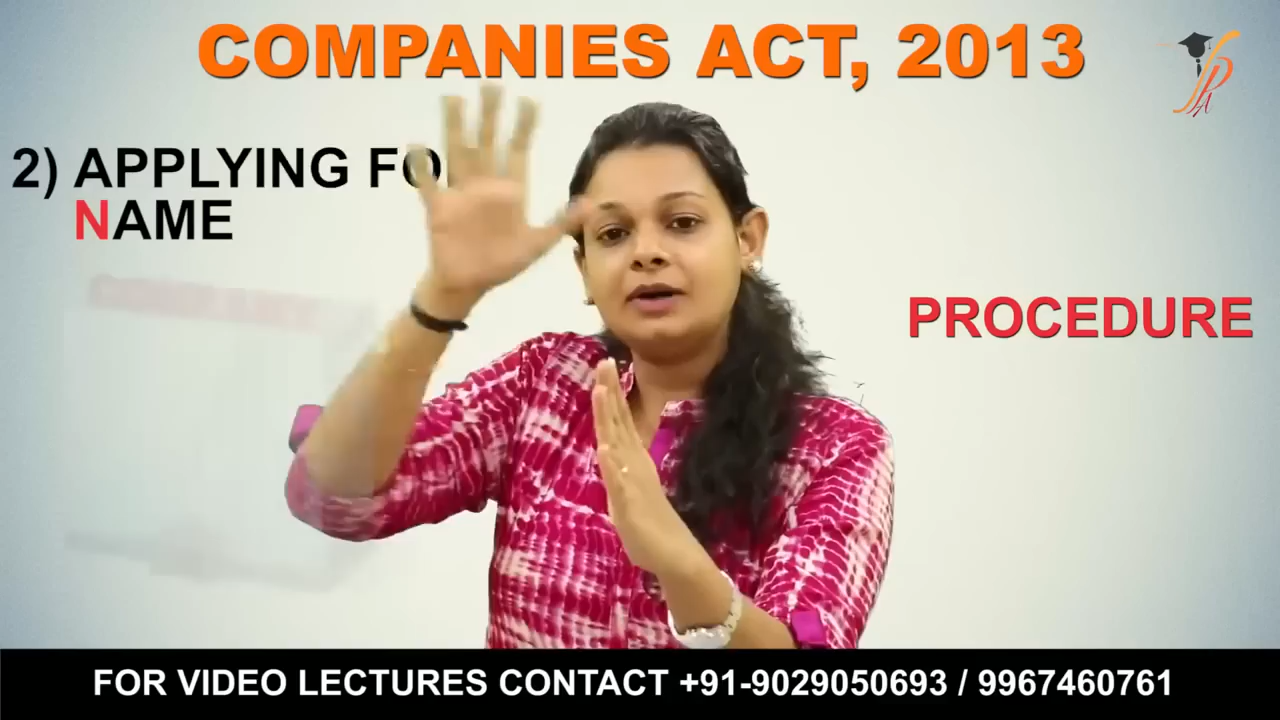 COMPANIES ACT, 2013
2) APPLYING FO
NAME
PROCEDURE
FOR VIDEO LECTURES CONTACT +91-9029050693 / 9967460761